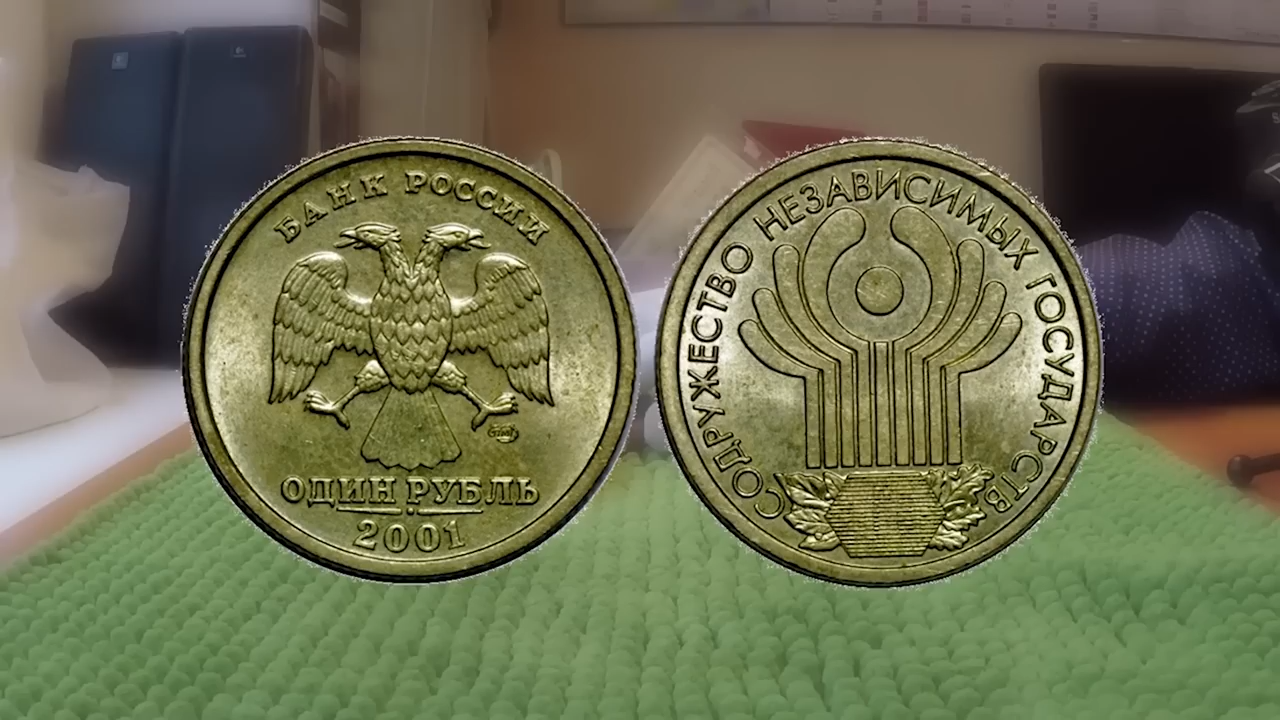 БАНК РОССИИ
ОДИН РУБЛЬ
2001
СОДРУЖЕСТВО НЕЗАВИСИМЫХ ГОСУДАРСТВ